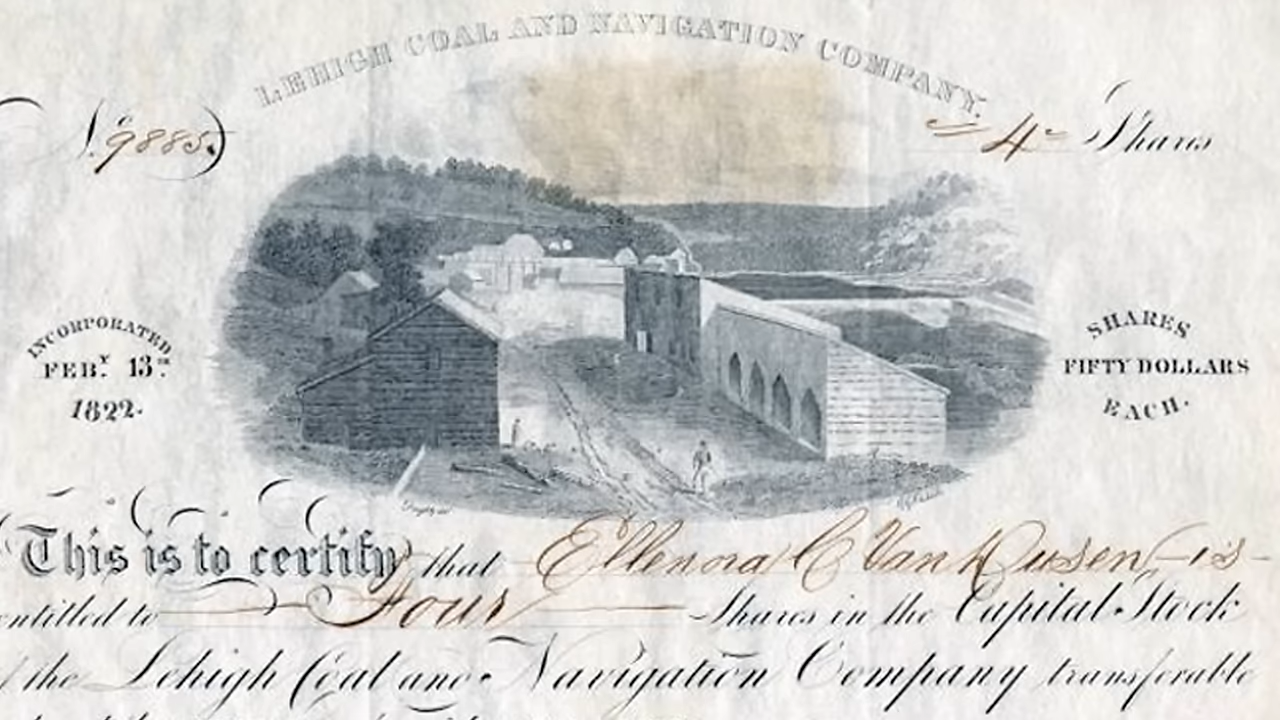 LEHIGH COAL AND NAVIGATION COMPANY.
No. 9885.
4 Shares
INCORPORATED
FEBY. 13TH.
1822.
SHARES
FIFTY DOLLARS
EACH.
This is to certify that Ellenora C Van Dusen is
entitled to Four Shares in the Capital Stock
of the Lehigh Coal and Navigation Company transferable